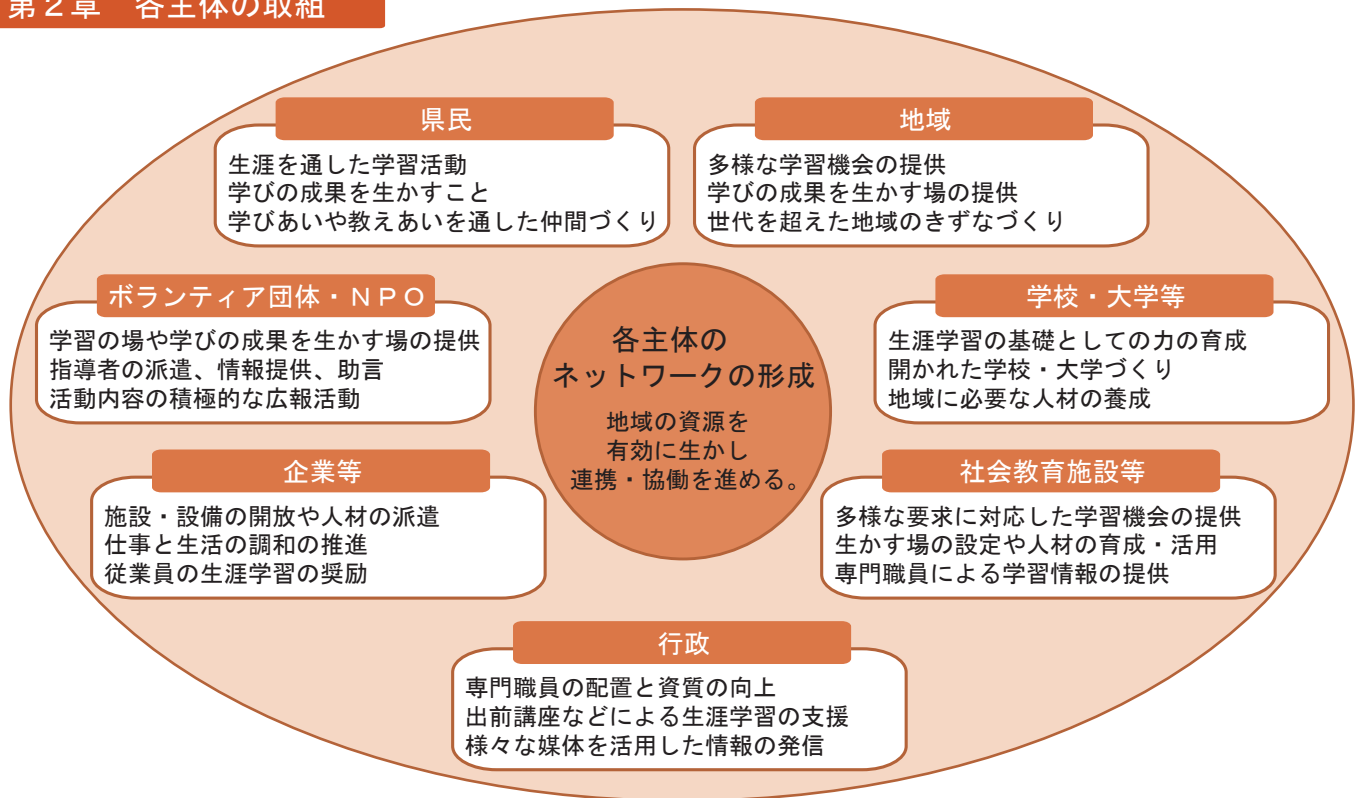 第２章　各主体の取組
県民
生涯を通した学習活動
学びの成果を生かすこと
学びあいや教えあいを通した仲間づくり
地域
多様な学習機会の提供
学びの成果を生かす場の提供
世代を超えた地域のきずなづくり
ボランティア団体・ＮＰＯ
学習の場や学びの成果を生かす場の提供
指導者の派遣、情報提供、助言
活動内容の積極的な広報活動
各主体の
ネットワークの形成
地域の資源を
有効に生かし
連携・協働を進める。
学校・大学等
生涯学習の基礎としての力の育成
開かれた学校・大学づくり
地域に必要な人材の養成
企業等
施設・設備の開放や人材の派遣
仕事と生活の調和の推進
従業員の生涯学習の奨励
社会教育施設等
多様な要求に対応した学習機会の提供
生かす場の設定や人材の育成・活用
専門職員による学習情報の提供
行政
専門職員の配置と資質の向上
出前講座などによる生涯学習の支援
様々な媒体を活用した情報の発信